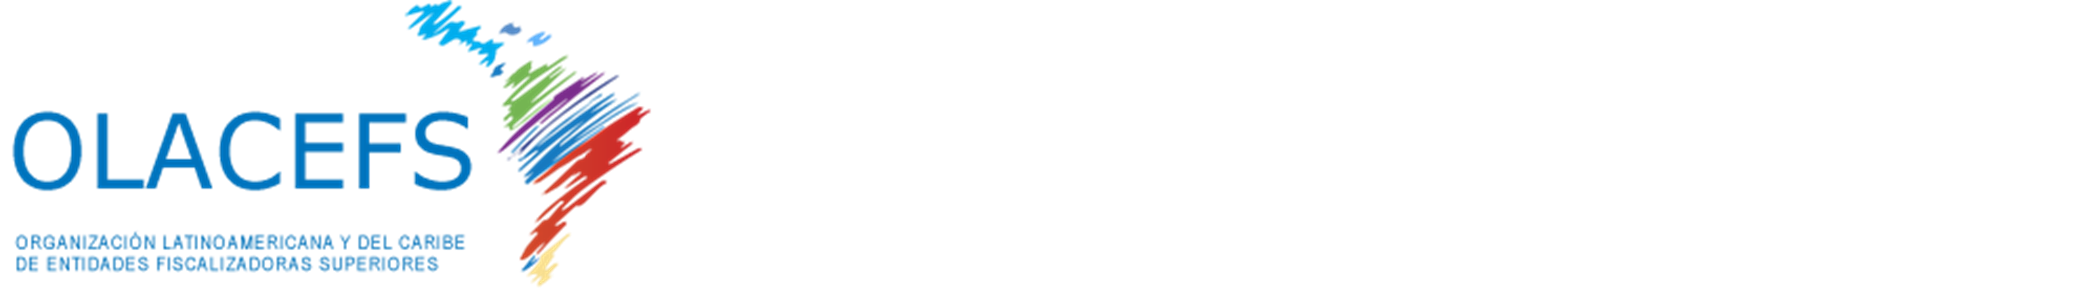 OLACEFS
ORGANIZACIÓN LATINOAMERICANA Y DEL CARIBE
DE ENTIDADES FISCALIZADORAS SUPERIORES